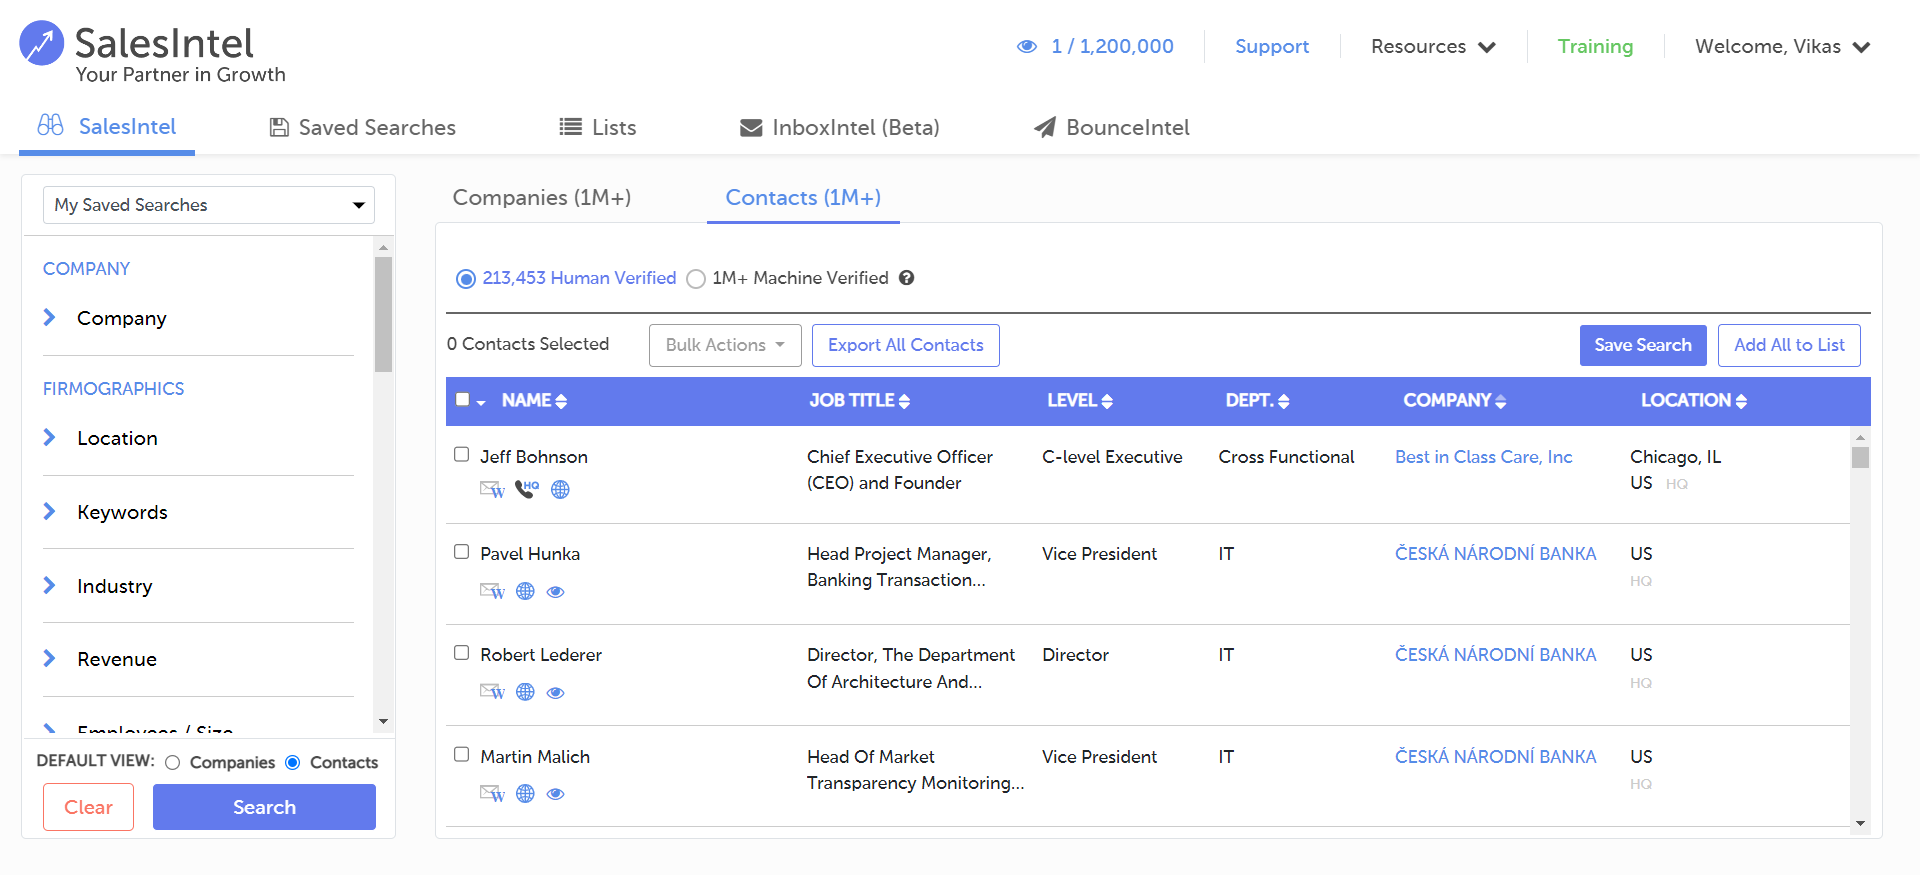 SalesIntel
Your Partner in Growth
1 / 1,200,000
Support
Resources
Training
Welcome, Vikas
SalesIntel
Saved Searches
Lists
InboxIntel (Beta)
BounceIntel
My Saved Searches
COMPANY
Company
FIRMOGRAPHICS
Location
Keywords
Industry
Revenue
Employees / Size
DEFAULT VIEW: Companies Contacts
Clear
Search
Companies (1M+)
Contacts (1M+)
213,453 Human Verified 1M+ Machine Verified ?
0 Contacts Selected
Bulk Actions
Export All Contacts
Save Search
Add All to List
NAME JOB TITLE LEVEL DEPT. COMPANY LOCATION
Jeff Bohnson Chief Executive Officer C-level Executive Cross Functional Best in Class Care, Inc Chicago, IL
W HQ (CEO) and Founder US HQ
Pavel Hunka Head Project Manager, Vice President IT ČESKÁ NÁRODNÍ BANKA US
W Banking Transaction... HQ
Robert Lederer Director, The Department Director IT ČESKÁ NÁRODNÍ BANKA US
W Of Architecture And... HQ
Martin Malich Head Of Market Vice President IT ČESKÁ NÁRODNÍ BANKA US
W Transparency Monitoring... HQ